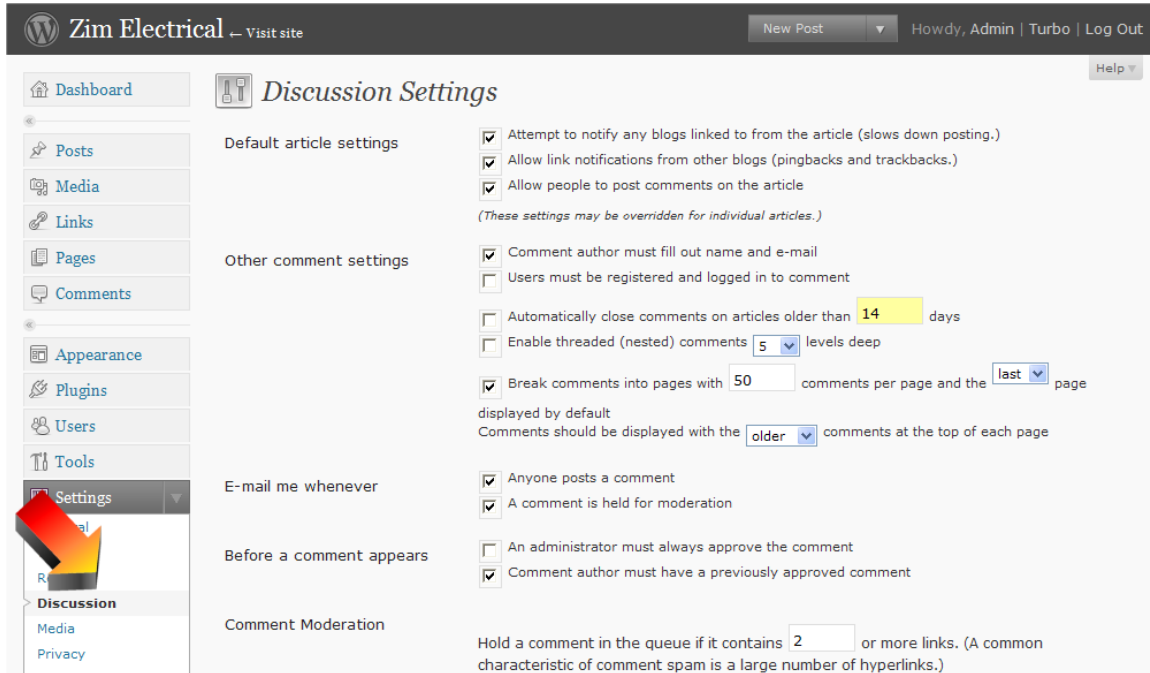 Zim Electrical ← Visit site
New Post
Howdy, Admin | Turbo | Log Out
Help
Dashboard
Posts
Media
Links
Pages
Comments
Appearance
Plugins
Users
Tools
Settings
Discussion
Media
Privacy
Discussion Settings
Default article settings
Attempt to notify any blogs linked to from the article (slows down posting.)
Allow link notifications from other blogs (pingbacks and trackbacks.)
Allow people to post comments on the article
(These settings may be overridden for individual articles.)
Other comment settings
Comment author must fill out name and e-mail
Users must be registered and logged in to comment
Automatically close comments on articles older than 14 days
Enable threaded (nested) comments 5 levels deep
Break comments into pages with 50 comments per page and the last page
displayed by default
Comments should be displayed with the older comments at the top of each page
E-mail me whenever
Anyone posts a comment
A comment is held for moderation
Before a comment appears
An administrator must always approve the comment
Comment author must have a previously approved comment
Comment Moderation
Hold a comment in the queue if it contains 2 or more links. (A common
characteristic of comment spam is a large number of hyperlinks.)